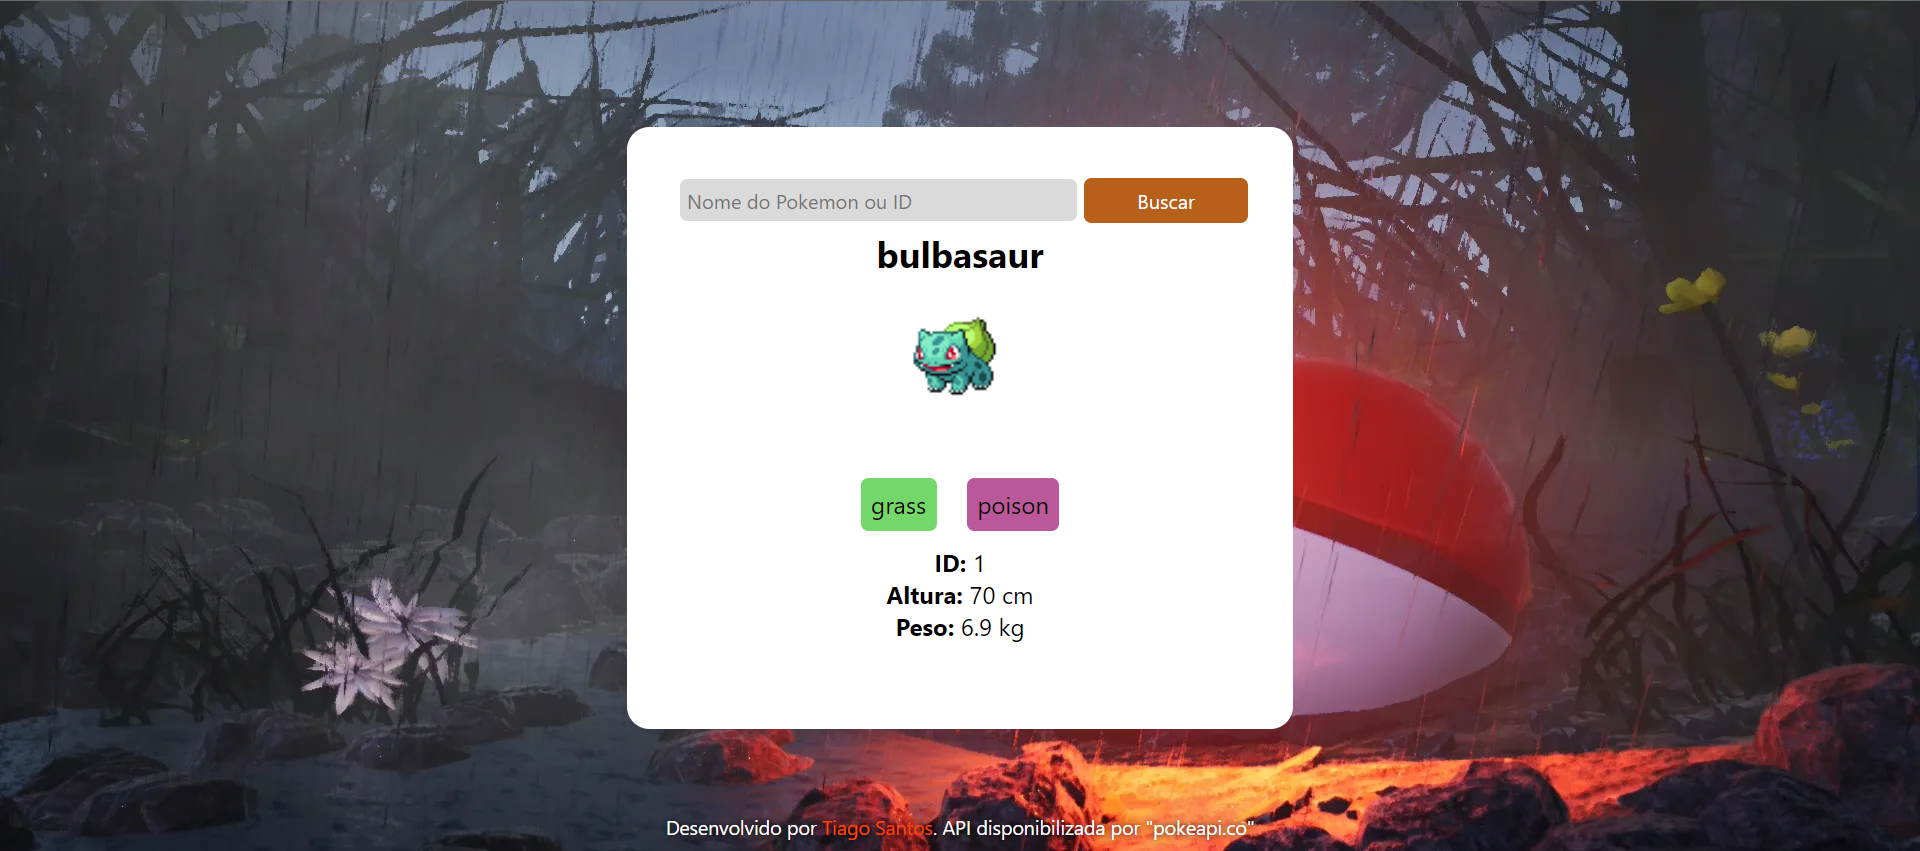 Nome do Pokemon ou ID
Buscar
bulbasaur
grass
poison
ID: 1
Altura: 70 cm
Peso: 6.9 kg
Desenvolvido por Tiago Santos. API disponibilizada por "pokeapi.co"